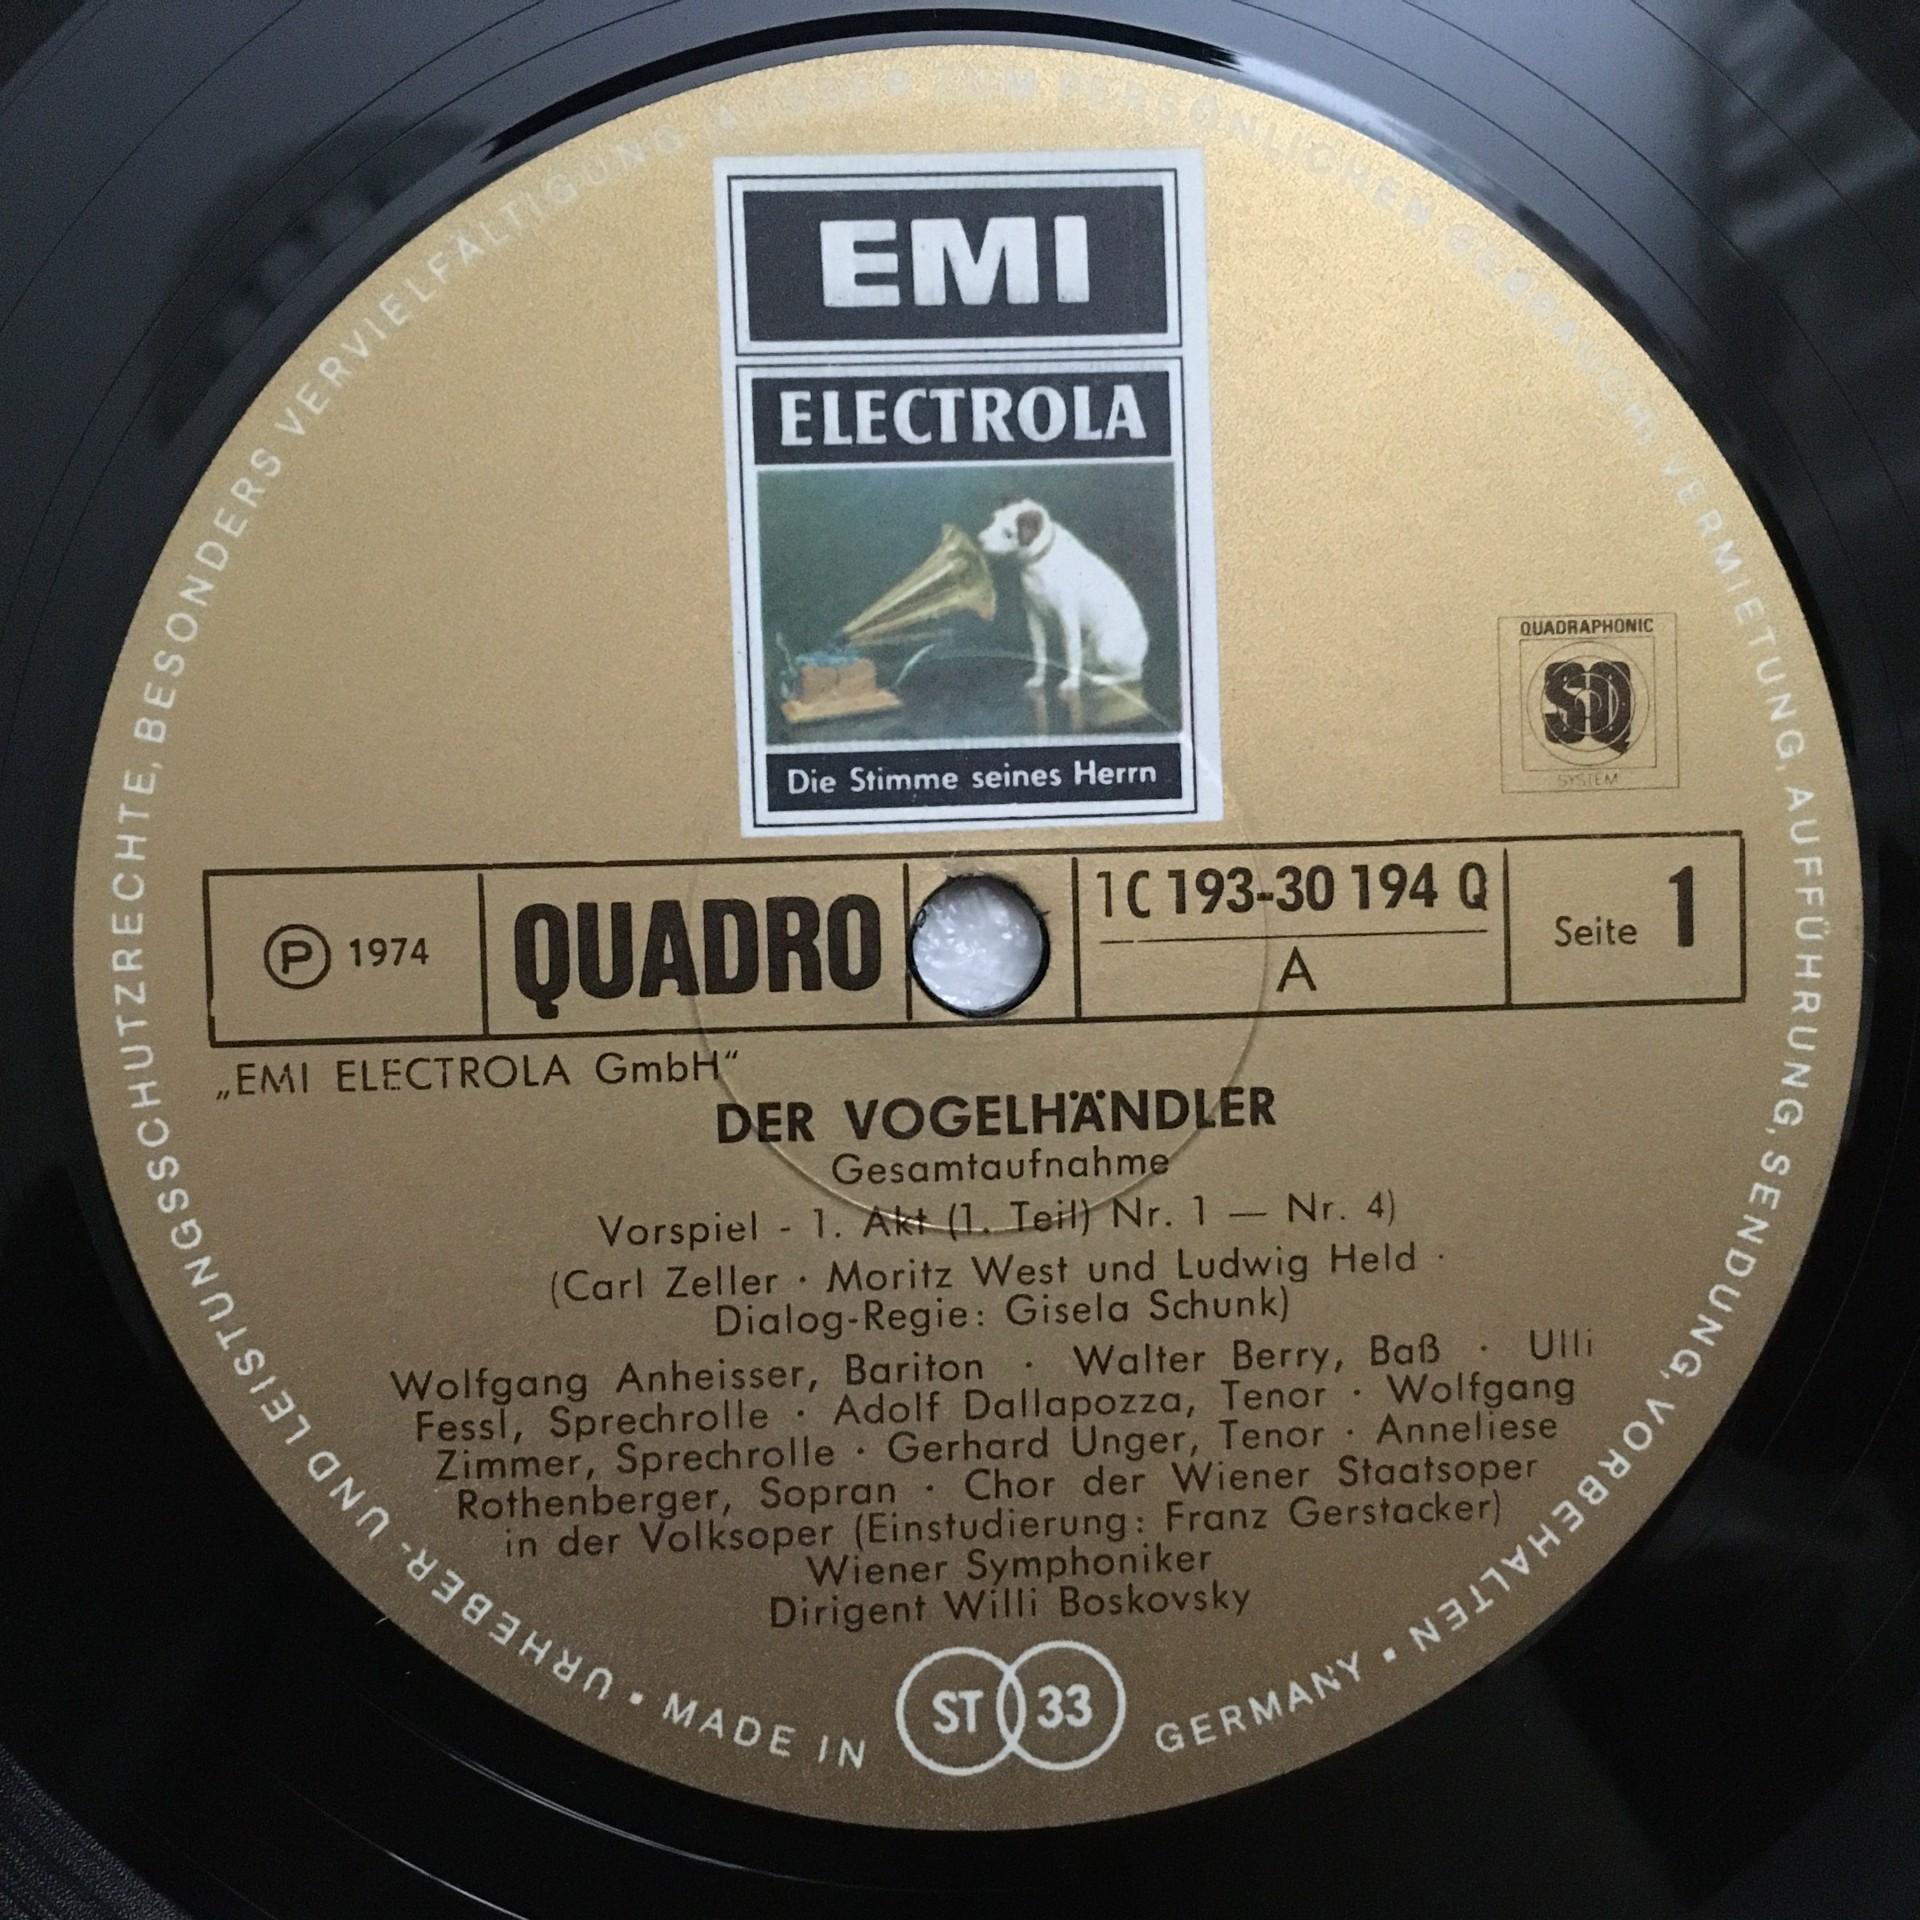 URHEBER- UND LEISTUNGSSCHUTZRECHTE, BESONDERS VERVIELFÄLTIGUNG (AUSSER ZUM PERSÖNLICHEN GEBRAUCH), VERMIETUNG, AUFFÜHRUNG, SENDUNG, VORBEHALTEN •
EMI
ELECTROLA
Die Stimme seines Herrn
QUADRAPHONIC
SQ
SYSTEM
Ⓟ 1974
QUADRO
1C 193-30 194 Q
A
Seite 1
„EMI ELECTROLA GmbH“
DER VOGELHÄNDLER
Gesamtaufnahme
Vorspiel - 1. Akt (1. Teil) Nr. 1 — Nr. 4)
(Carl Zeller · Moritz West und Ludwig Held ·
Dialog-Regie: Gisela Schunk)
Wolfgang Anheisser, Bariton · Walter Berry, Baß · Ulli
Fessl, Sprechrolle · Adolf Dallapozza, Tenor · Wolfgang
Zimmer, Sprechrolle · Gerhard Unger, Tenor · Anneliese
Rothenberger, Sopran · Chor der Wiener Staatsoper
in der Volksoper (Einstudierung: Franz Gerstacker)
Wiener Symphoniker
Dirigent Willi Boskovsky
• MADE IN ST 33 GERMANY •